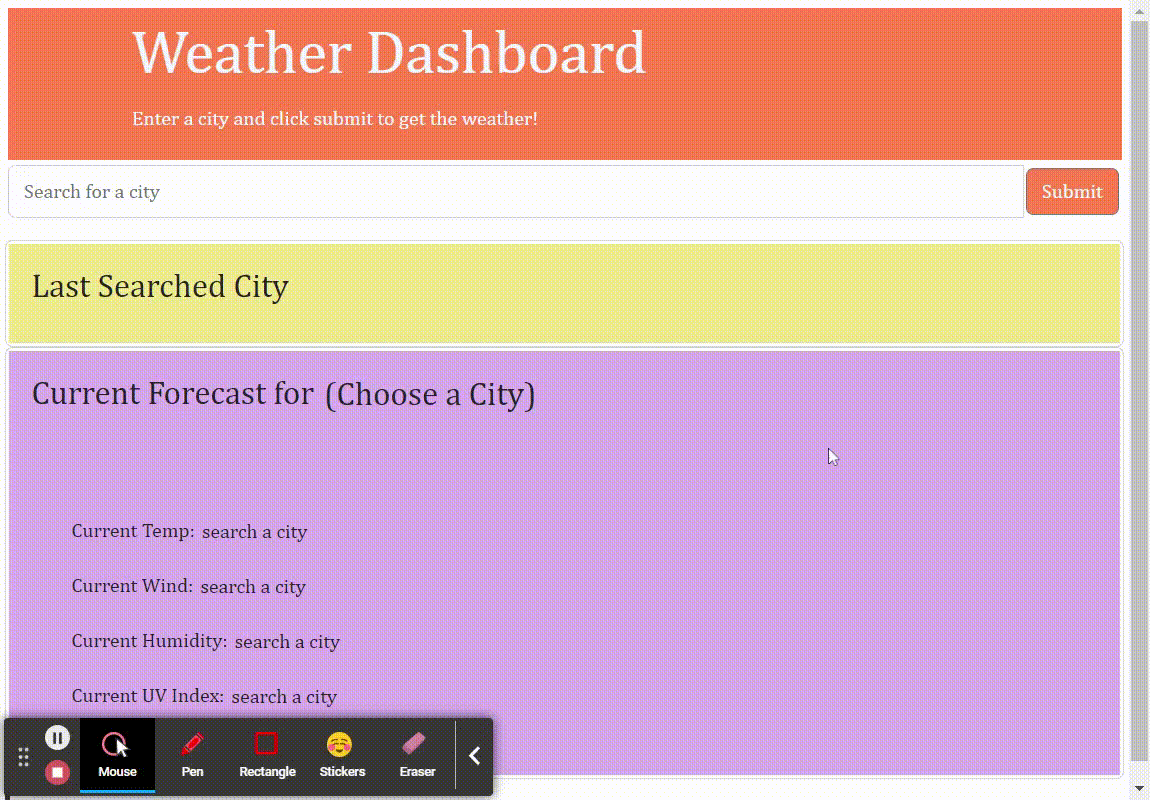 Weather Dashboard
Enter a city and click submit to get the weather!
Search for a city
Submit
Last Searched City
Current Forecast for (Choose a City)
Current Temp: search a city
Current Wind: search a city
Current Humidity: search a city
Current UV Index: search a city
Mouse Pen Rectangle Stickers Eraser